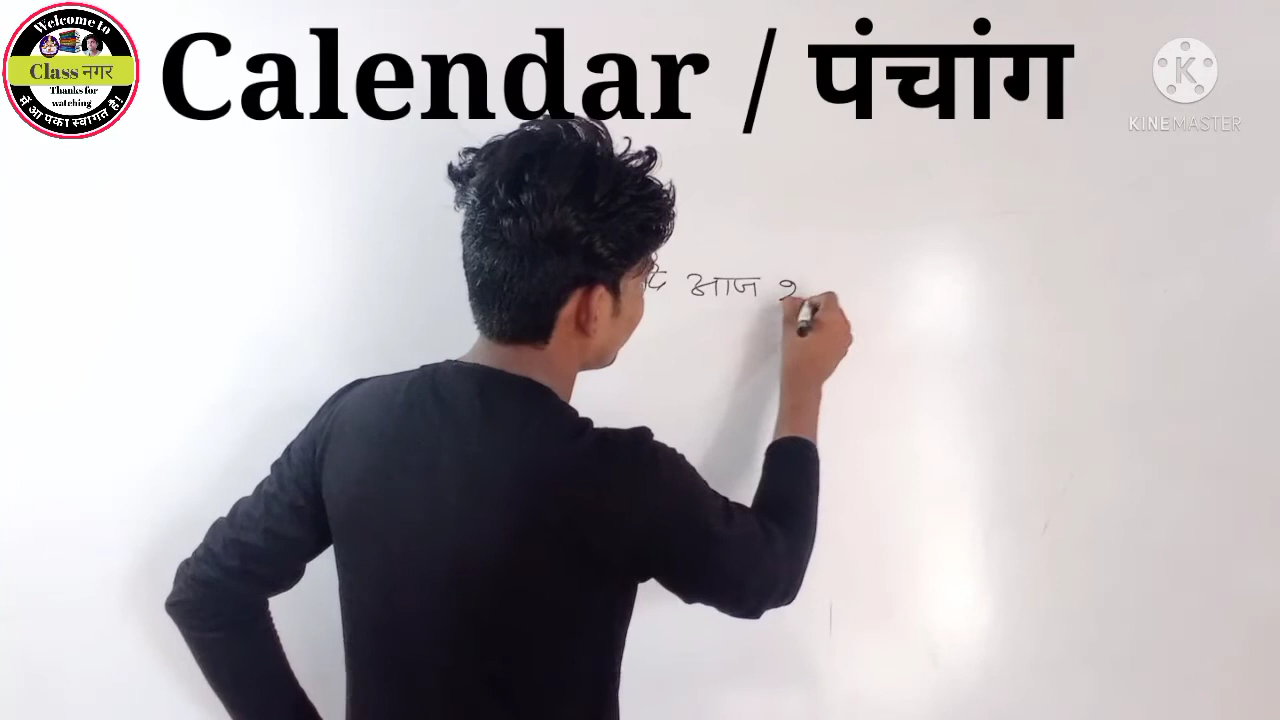 Welcome to
Class नगर
Thanks for
watching
में आपका स्वागत है!
Calendar / पंचांग
K
KINEMASTER
आज